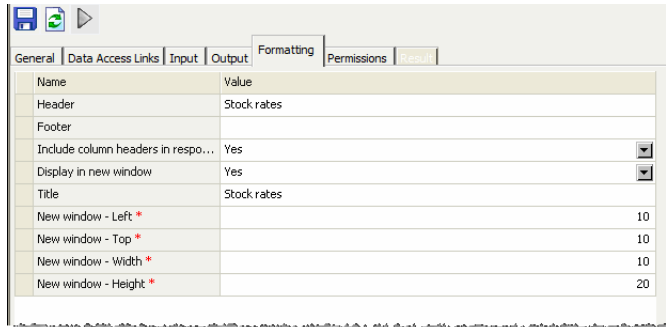 General Data Access Links Input Output Formatting Permissions Result
Name Value
Header Stock rates
Footer
Include column headers in respo... Yes
Display in new window Yes
Title Stock rates
New window - Left * 10
New window - Top * 10
New window - Width * 10
New window - Height * 20